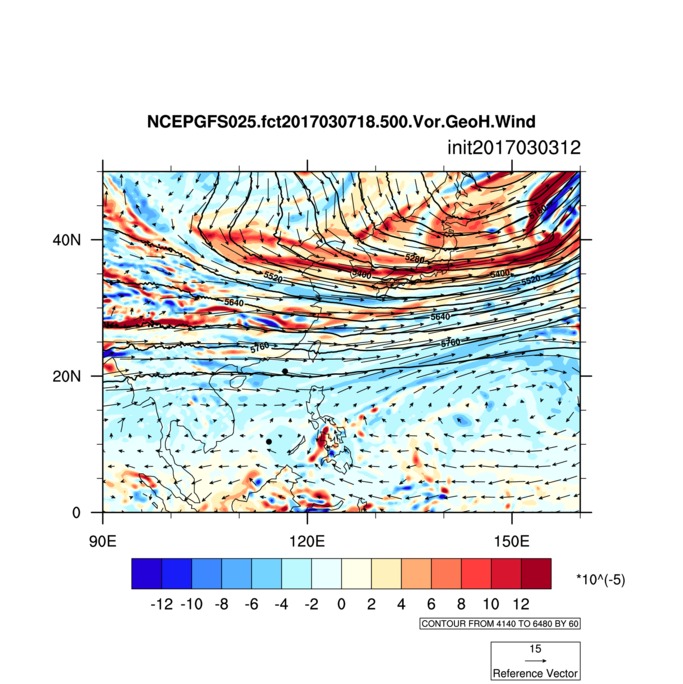 NCEPGFS025.fct2017030718.500.Vor.GeoH.Wind
init2017030312
40N
20N
0
90E 120E 150E
5280
5400
5400
5520
5520
5640
5640
5760
5760
-12 -10 -8 -6 -4 -2 0 2 4 6 8 10 12
*10^(-5)
CONTOUR FROM 4140 TO 6480 BY 60
15
Reference Vector